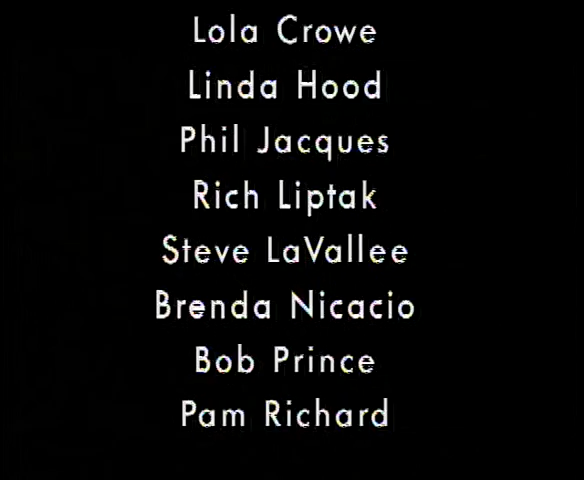 Lola Crowe
Linda Hood
Phil Jacques
Rich Liptak
Steve LaVallee
Brenda Nicacio
Bob Prince
Pam Richard